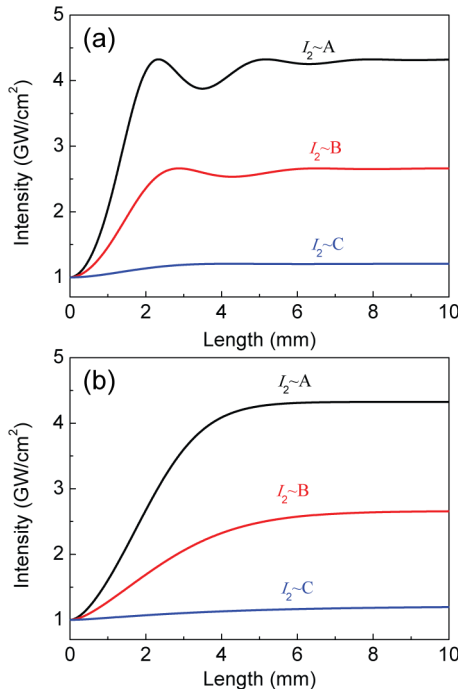 (a)
I₂~A
I₂~B
I₂~C
Intensity (GW/cm²)
5
4
3
2
1
0 2 4 6 8 10
Length (mm)
(b)
I₂~A
I₂~B
I₂~C
Intensity (GW/cm²)
5
4
3
2
1
0 2 4 6 8 10
Length (mm)